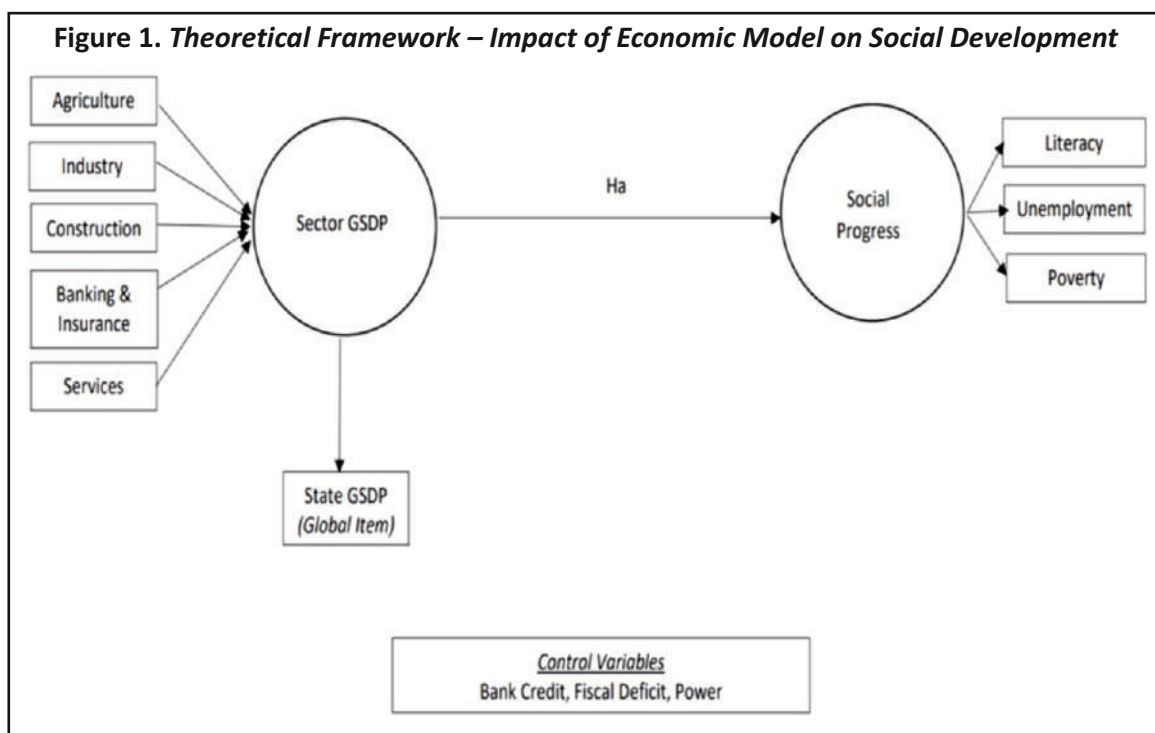 Figure 1. Theoretical Framework – Impact of Economic Model on Social Development
Agriculture
Industry
Construction
Banking &
Insurance
Services
Sector GSDP
State GSDP
(Global Item)
Ha
Social
Progress
Literacy
Unemployment
Poverty
Control Variables
Bank Credit, Fiscal Deficit, Power